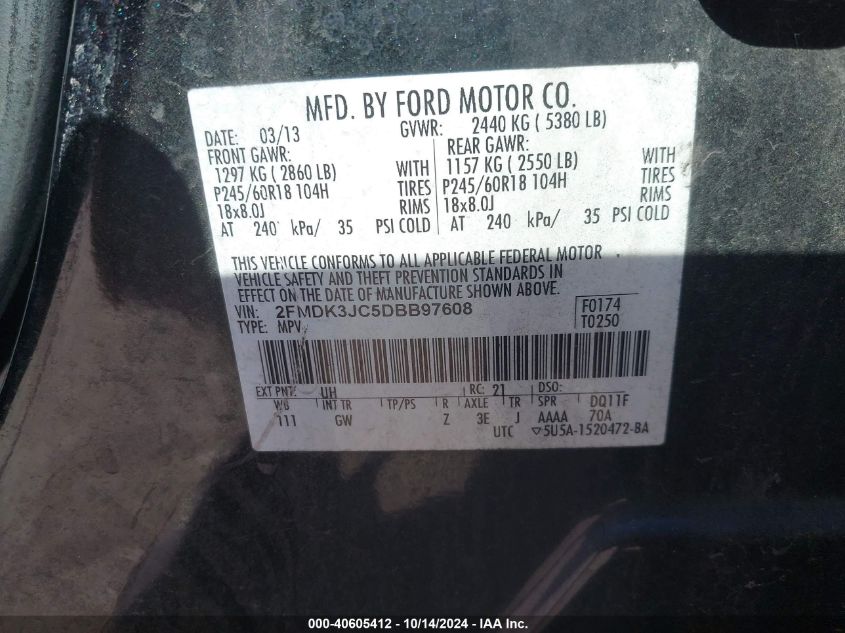 MFD. BY FORD MOTOR CO.
DATE: 03/13 GVWR: 2440 KG ( 5380 LB)
FRONT GAWR: REAR GAWR:
1297 KG ( 2860 LB) WITH 1157 KG ( 2550 LB) WITH
P245/60R18 104H TIRES P245/60R18 104H TIRES
18x8.0J RIMS 18x8.0J RIMS
AT 240 kPa/ 35 PSI COLD AT 240 kPa/ 35 PSI COLD
THIS VEHICLE CONFORMS TO ALL APPLICABLE FEDERAL MOTOR
VEHICLE SAFETY AND THEFT PREVENTION STANDARDS IN
EFFECT ON THE DATE OF MANUFACTURE SHOWN ABOVE.
VIN: 2FMDK3JC5DBB97608 F0174
TYPE: MPV T0250
EXT PNT: UH RC: 21 DSO:
WB INT TR TP/PS R AXLE TR SPR DQ11F
111 GW Z 3E J AAAA 70A
UTC ▽5U5A-1520472-BA
000-40605412 - 10/14/2024 - IAA Inc.